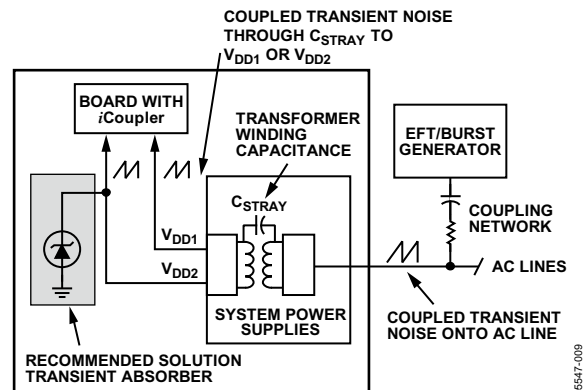 COUPLED TRANSIENT NOISE
THROUGH CSTRAY TO
VDD1 OR VDD2
BOARD WITH
iCoupler
TRANSFORMER
WINDING
CAPACITANCE
EFT/BURST
GENERATOR
CSTRAY
COUPLING
NETWORK
VDD1
VDD2
AC LINES
SYSTEM POWER
SUPPLIES
COUPLED TRANSIENT
NOISE ONTO AC LINE
RECOMMENDED SOLUTION
TRANSIENT ABSORBER
5547-009